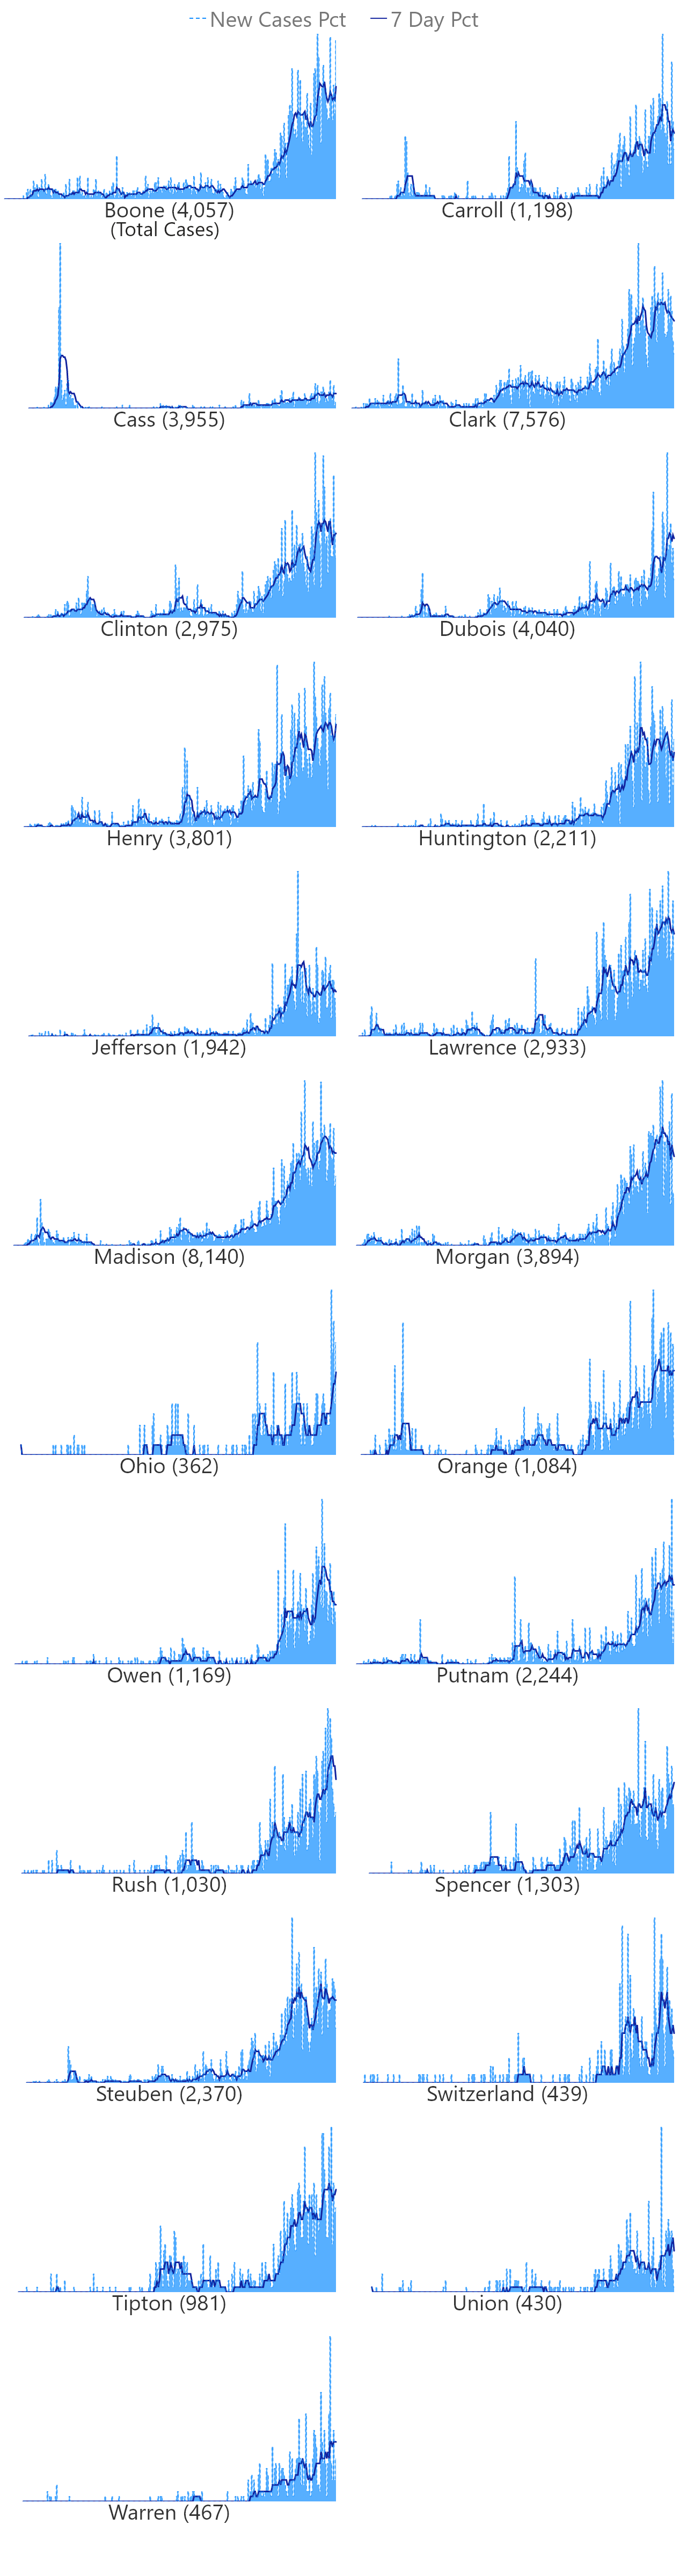 New Cases Pct 7 Day Pct
Boone (4,057) Carroll (1,198)
(Total Cases)
Cass (3,955) Clark (7,576)
Clinton (2,975) Dubois (4,040)
Henry (3,801) Huntington (2,211)
Jefferson (1,942) Lawrence (2,933)
Madison (8,140) Morgan (3,894)
Ohio (362) Orange (1,084)
Owen (1,169) Putnam (2,244)
Rush (1,030) Spencer (1,303)
Steuben (2,370) Switzerland (439)
Tipton (981) Union (430)
Warren (467)